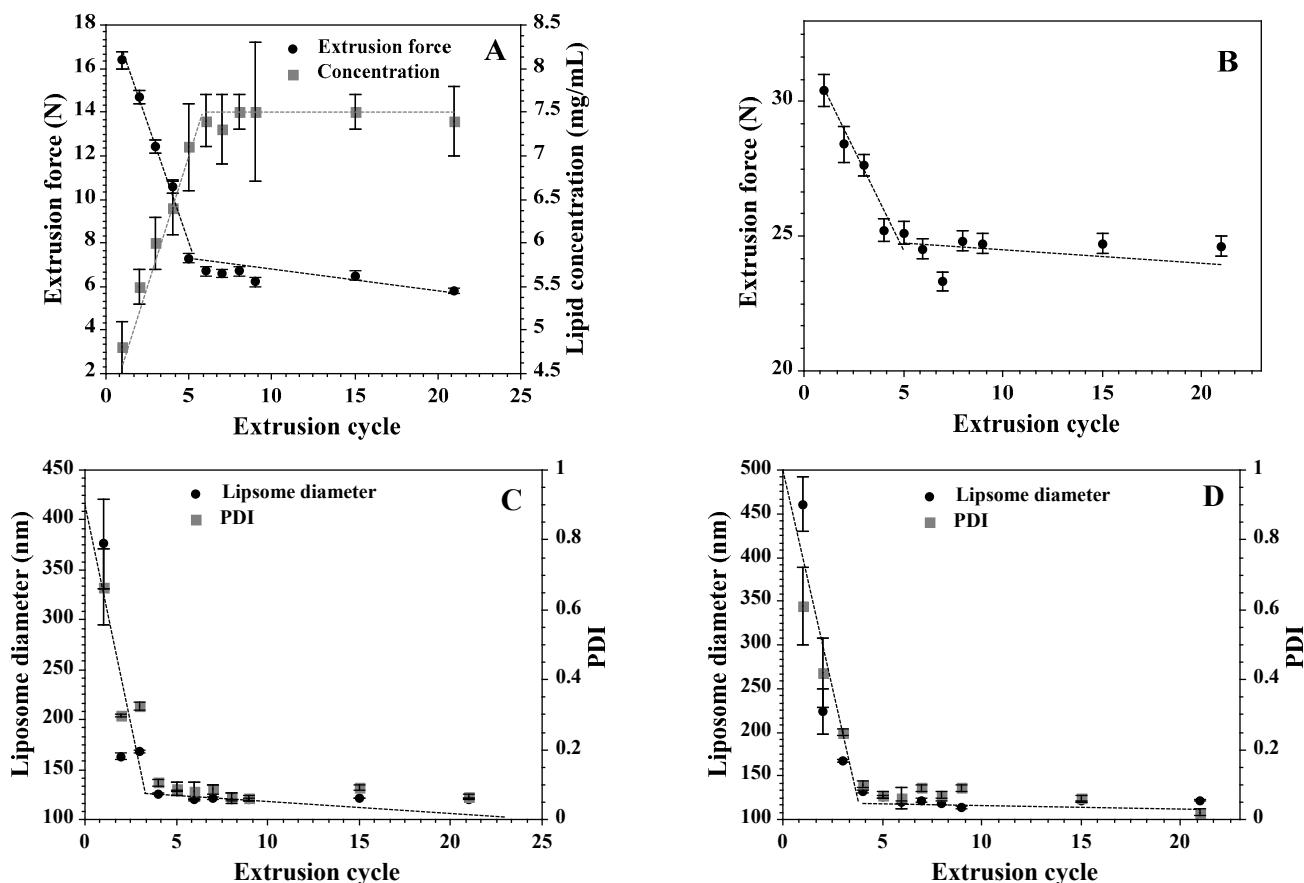 A
Extrusion force
Concentration
18
16
14
12
10
8
6
4
2
8.5
8
7.5
7
6.5
6
5.5
5
4.5
0 5 10 15 20 25
Extrusion force (N)
Lipid concentration (mg/mL)
Extrusion cycle
B
30
25
20
0 5 10 15 20
Extrusion force (N)
Extrusion cycle
C
Lipsome diameter
PDI
450
400
350
300
250
200
150
100
1
0.8
0.6
0.4
0.2
0
0 5 10 15 20 25
Liposome diameter (nm)
PDI
Extrusion cycle
D
Lipsome diameter
PDI
500
450
400
350
300
250
200
150
100
1
0.8
0.6
0.4
0.2
0
0 5 10 15 20
Liposome diameter (nm)
PDI
Extrusion cycle